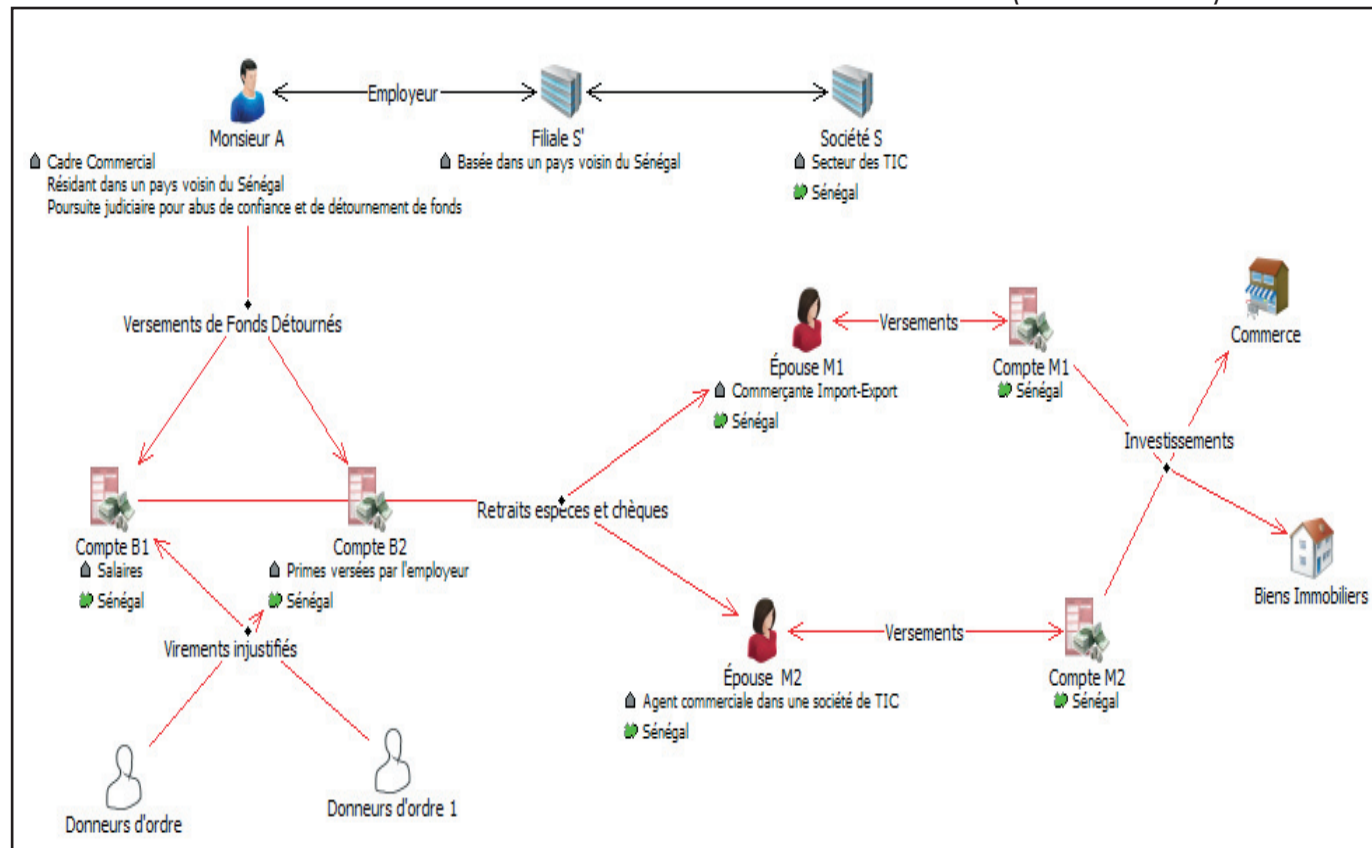 Employeur
Monsieur A
Cadre Commercial
Résidant dans un pays voisin du Sénégal
Poursuite judiciaire pour abus de confiance et de détournement de fonds
Filiale S'
Basée dans un pays voisin du Sénégal
Société S
Secteur des TIC
Sénégal
Versements de Fonds Détournés
Épouse M1
Commerçante Import-Export
Sénégal
Versements
Compte M1
Sénégal
Commerce
Investissements
Biens Immobiliers
Compte B1
Salaires
Sénégal
Compte B2
Primes versées par l'employeur
Sénégal
Retraits espèces et chèques
Virements injustifiés
Épouse M2
Agent commerciale dans une société de TIC
Sénégal
Versements
Compte M2
Sénégal
Donneurs d'ordre
Donneurs d'ordre 1